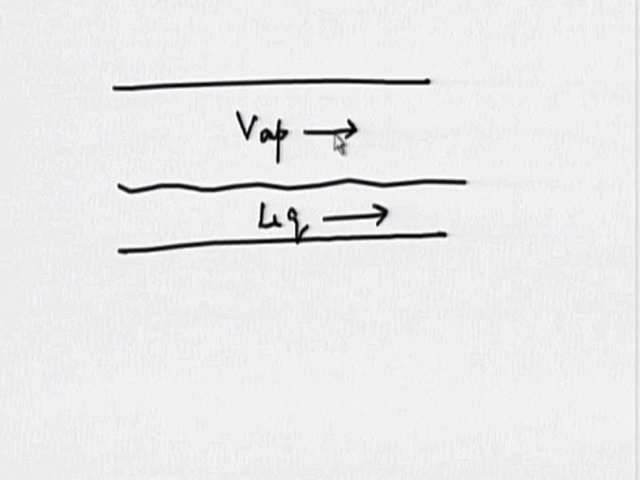 Vap →
Liq →